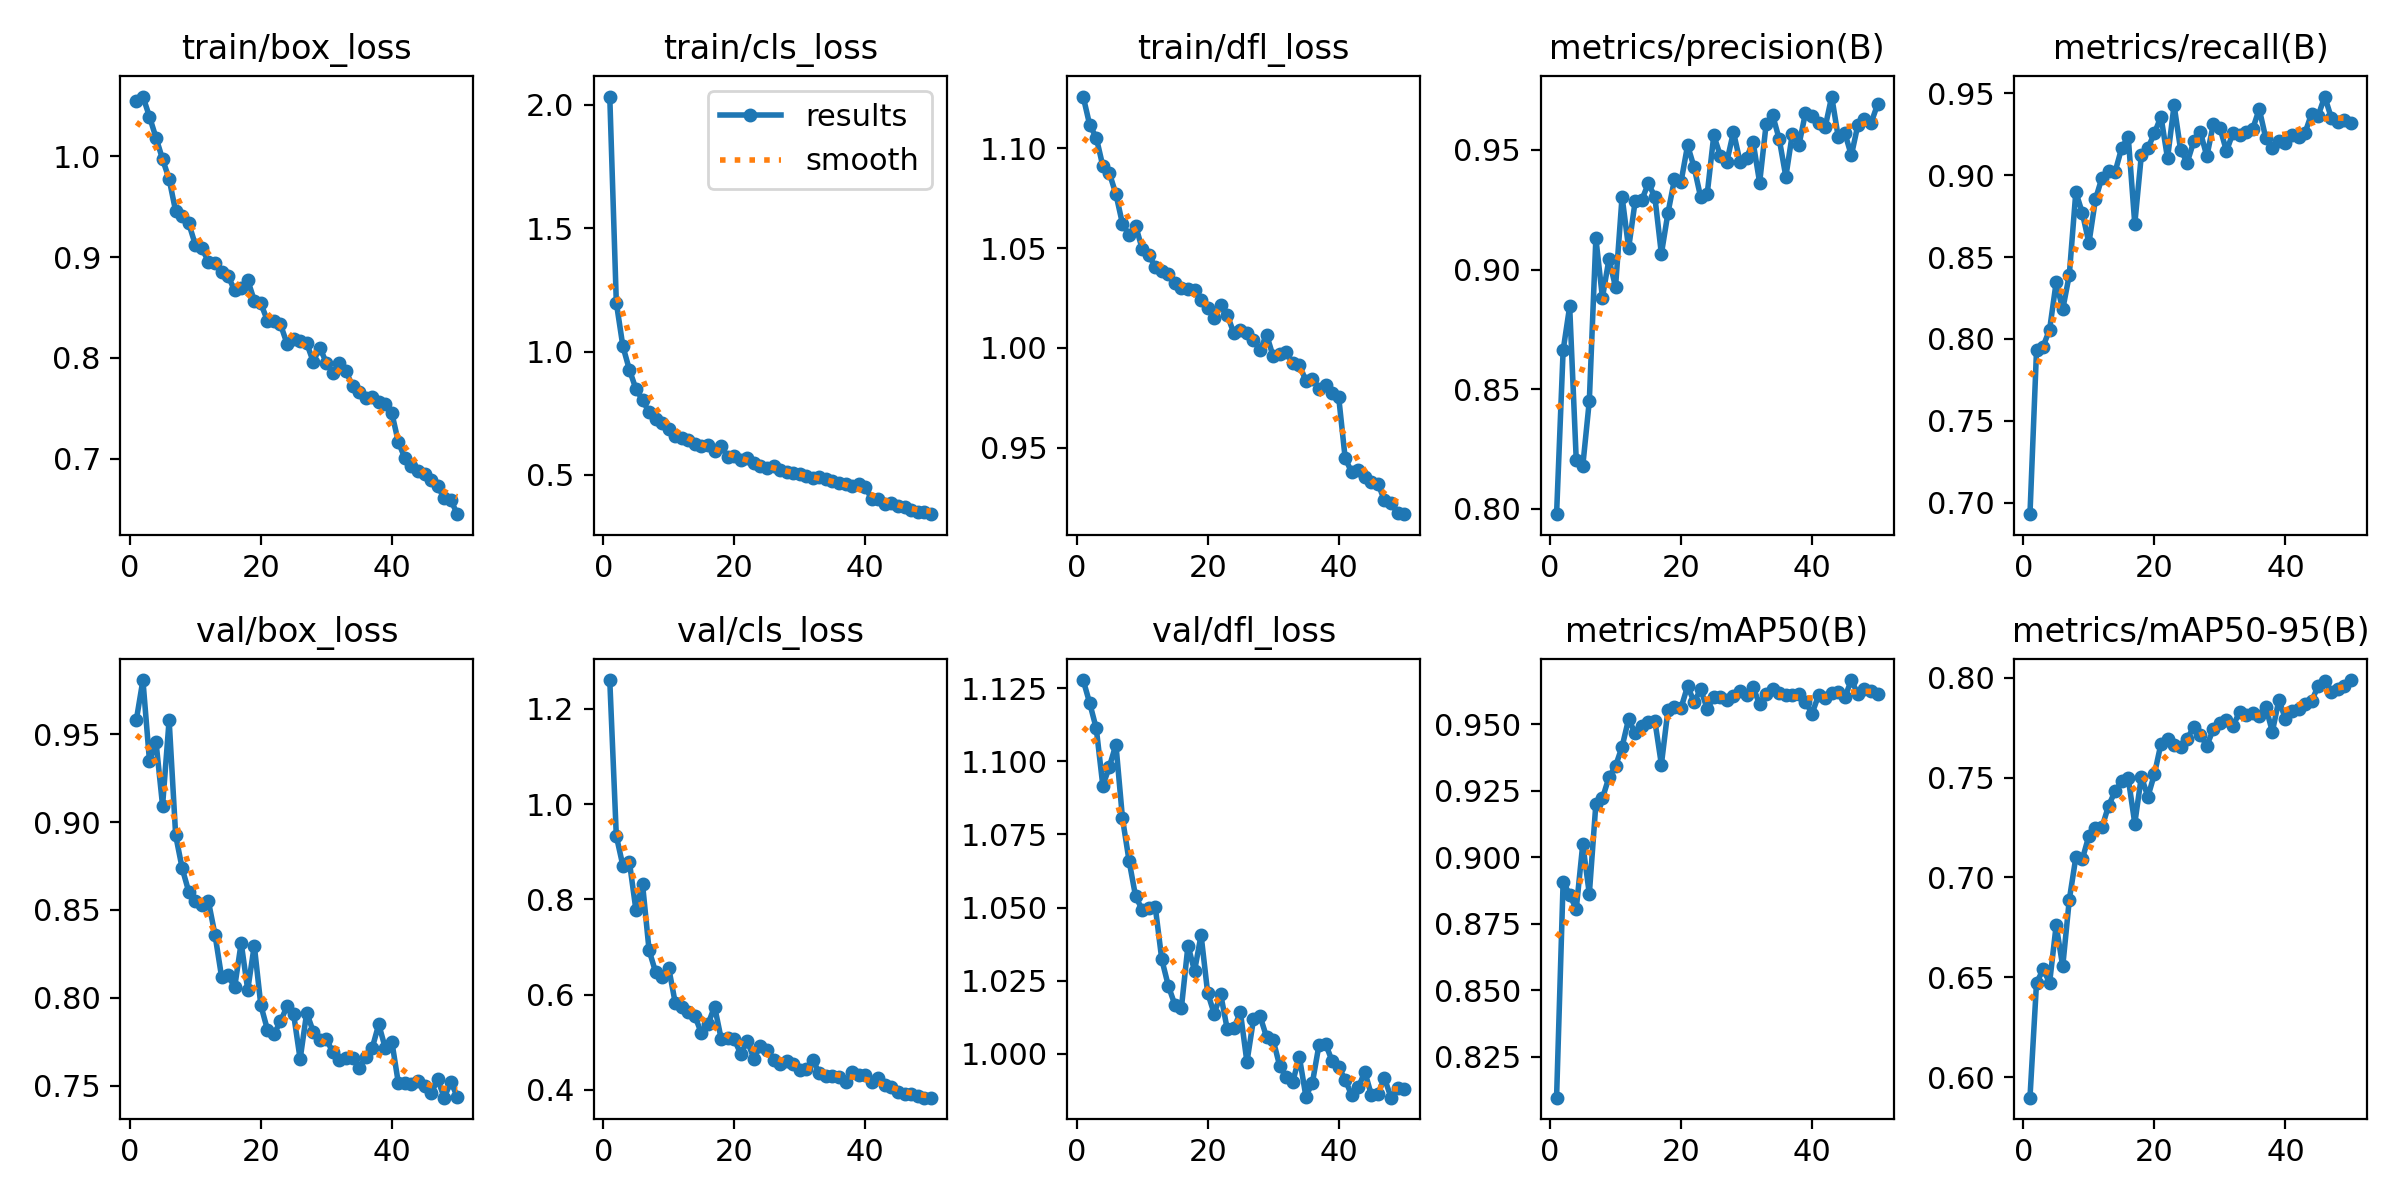 train/box_loss
1.0
0.9
0.8
0.7
0 20 40
train/cls_loss
results
smooth
2.0
1.5
1.0
0.5
0 20 40
train/dfl_loss
1.10
1.05
1.00
0.95
0 20 40
metrics/precision(B)
0.95
0.90
0.85
0.80
0 20 40
metrics/recall(B)
0.95
0.90
0.85
0.80
0.75
0.70
0 20 40
val/box_loss
0.95
0.90
0.85
0.80
0.75
0 20 40
val/cls_loss
1.2
1.0
0.8
0.6
0.4
0 20 40
val/dfl_loss
1.125
1.100
1.075
1.050
1.025
1.000
0 20 40
metrics/mAP50(B)
0.950
0.925
0.900
0.875
0.850
0.825
0 20 40
metrics/mAP50-95(B)
0.80
0.75
0.70
0.65
0.60
0 20 40